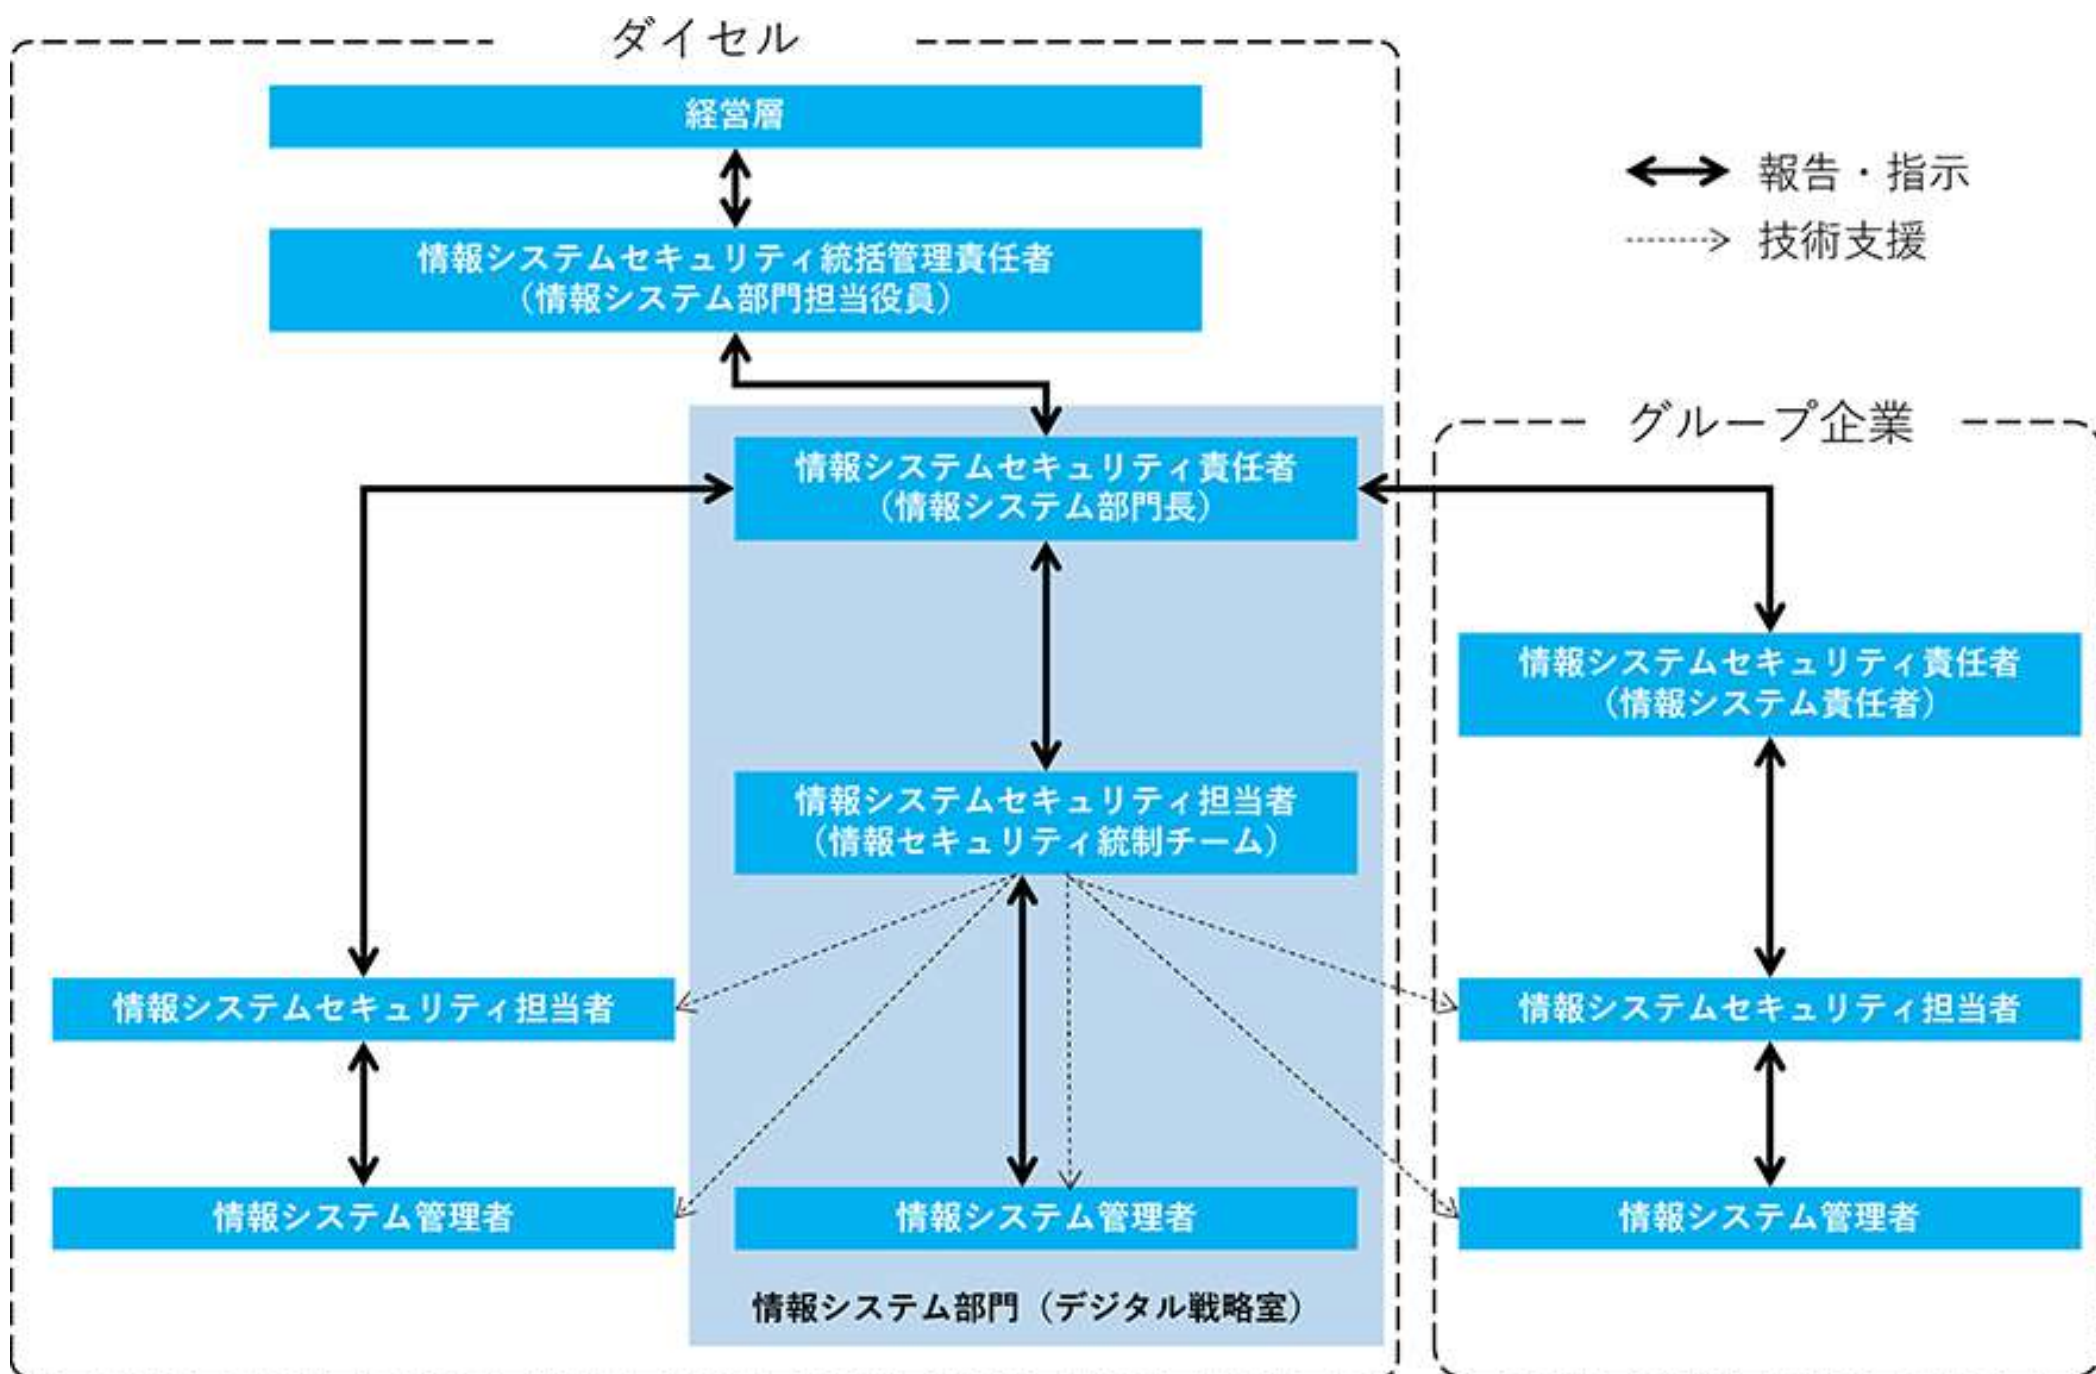 ダイセル
経営層
報告・指示
技術支援
情報システムセキュリティ統括管理責任者
（情報システム部門担当役員）
グループ企業
情報システムセキュリティ責任者
（情報システム部門長）
情報システムセキュリティ責任者
（情報システム責任者）
情報システムセキュリティ担当者
（情報セキュリティ統制チーム）
情報システムセキュリティ担当者
情報システムセキュリティ担当者
情報システム管理者
情報システム管理者
情報システム管理者
情報システム部門（デジタル戦略室）